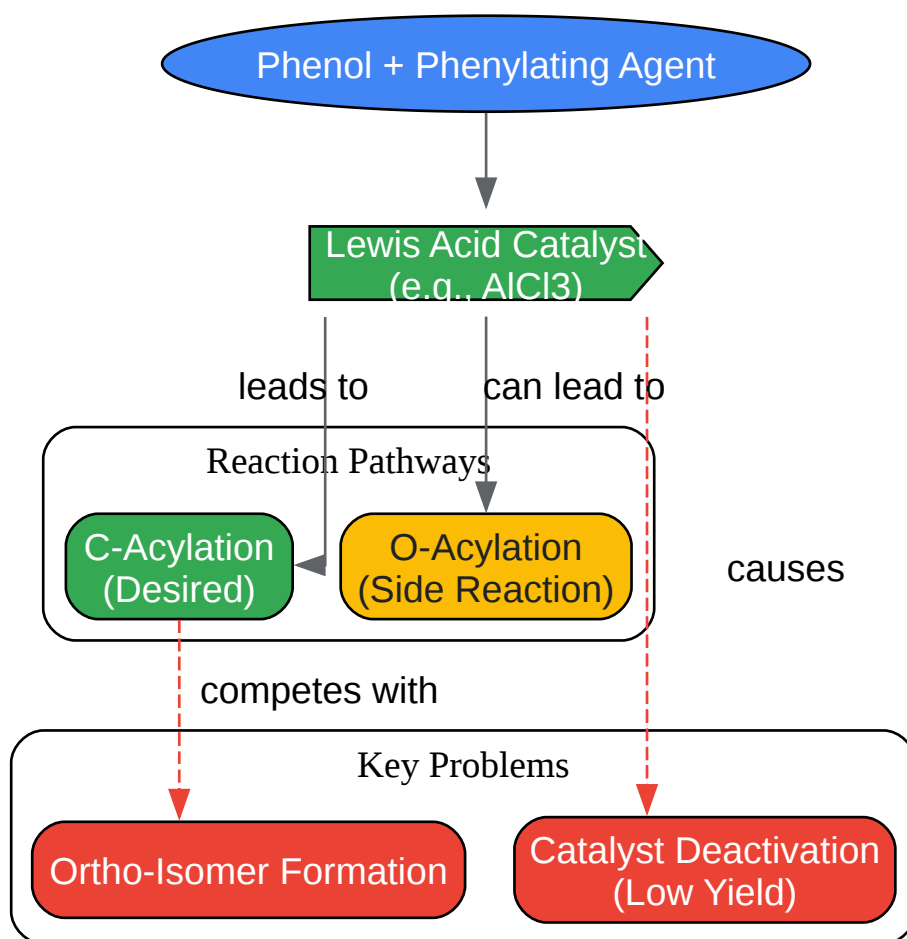 Phenol + Phenylating Agent
Lewis Acid Catalyst
(e.g., AlCl3)
leads to
can lead to
Reaction Pathways
C-Acylation
(Desired)
O-Acylation
(Side Reaction)
causes
competes with
Key Problems
Ortho-Isomer Formation
Catalyst Deactivation
(Low Yield)